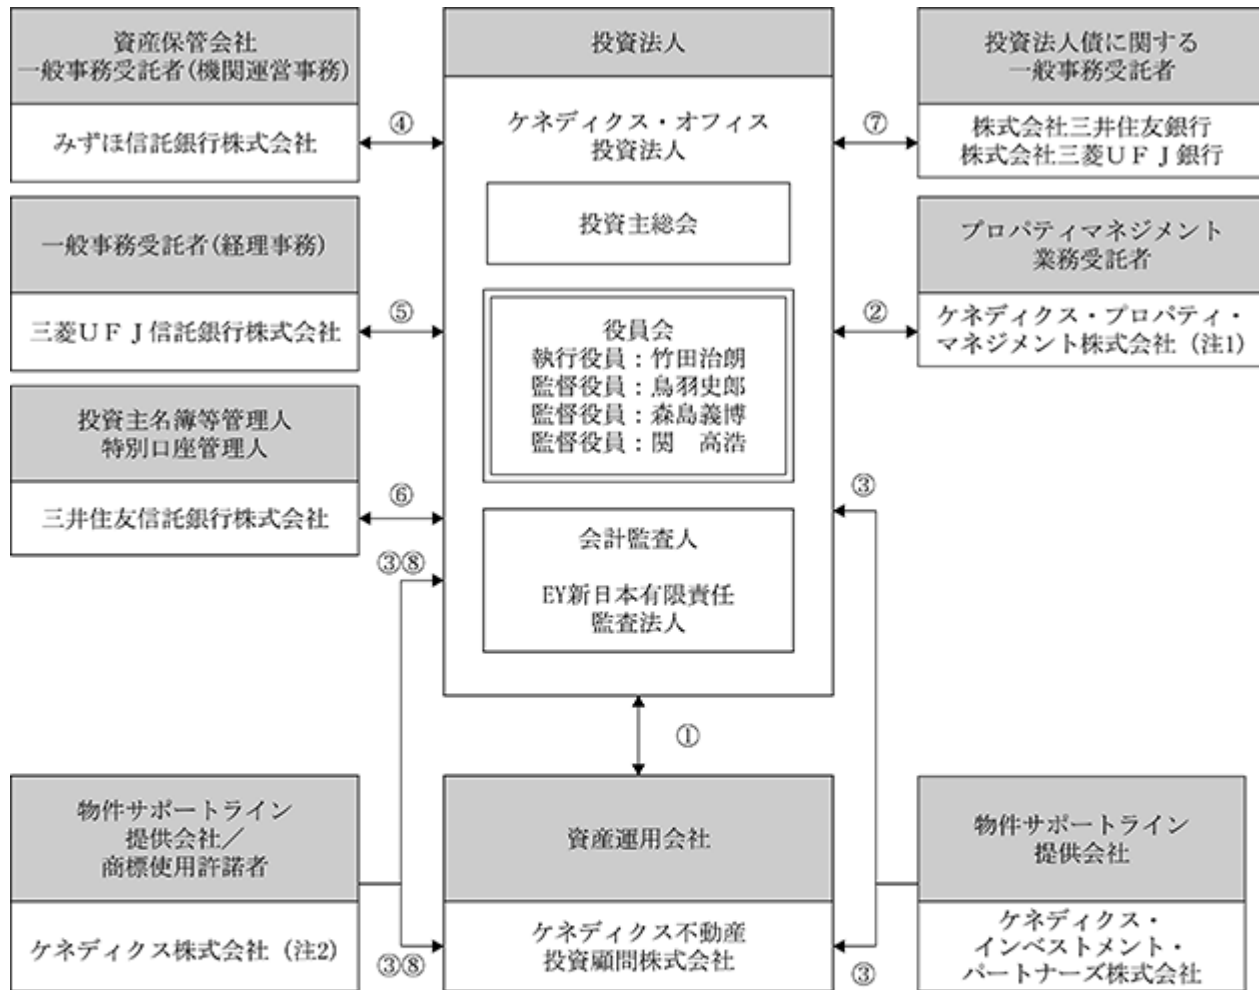 資産保管会社
一般事務受託者(機関運営事務)
みずほ信託銀行株式会社
④
一般事務受託者(経理事務)
三菱ＵＦＪ信託銀行株式会社
⑤
投資主名簿等管理人
特別口座管理人
三井住友信託銀行株式会社
⑥
③⑧
物件サポートライン
提供会社／
商標使用許諾者
ケネディクス株式会社（注2）
③⑧
投資法人
ケネディクス・オフィス
投資法人
投資主総会
役員会
執行役員：竹田治朗
監督役員：鳥羽史郎
監督役員：森島義博
監督役員：関　高浩
会計監査人
EY新日本有限責任
監査法人
①
資産運用会社
ケネディクス不動産
投資顧問株式会社
投資法人債に関する
一般事務受託者
株式会社三井住友銀行
株式会社三菱ＵＦＪ銀行
⑦
プロパティマネジメント
業務受託者
ケネディクス・プロパティ・
マネジメント株式会社（注1）
②
③
物件サポートライン
提供会社
ケネディクス・
インベストメント・
パートナーズ株式会社
③